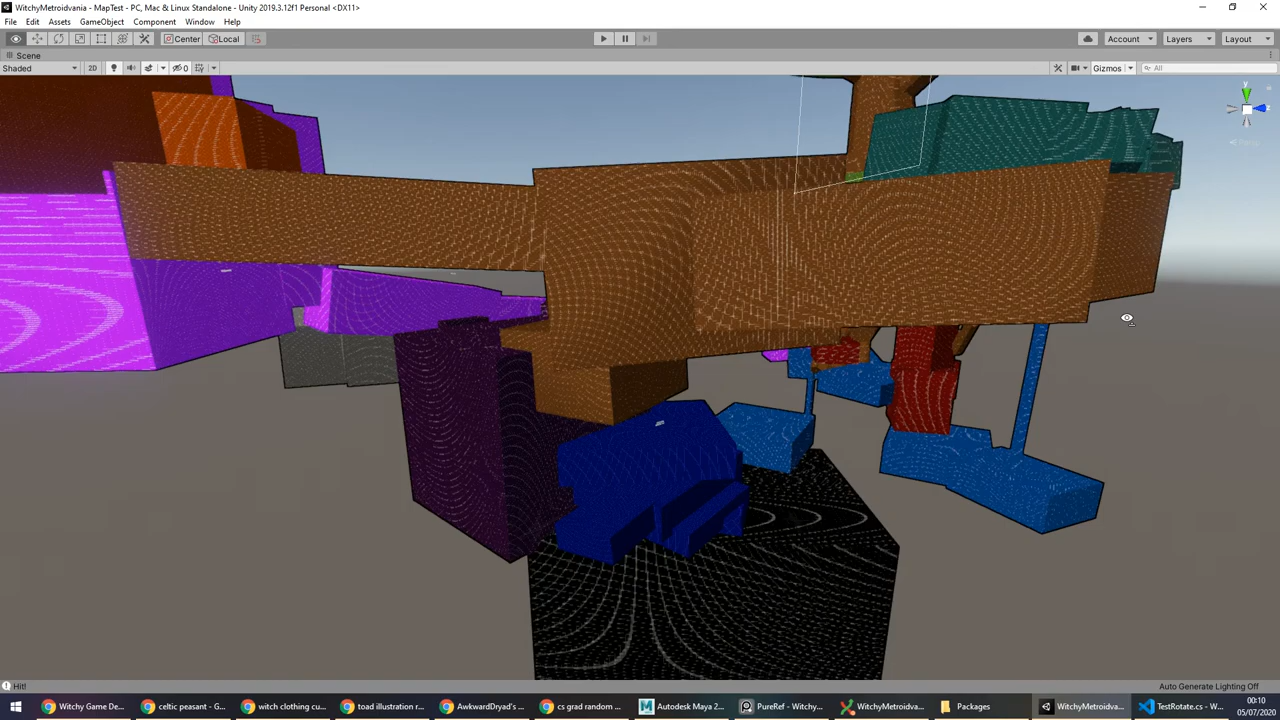 WitchyMetroidvania - MapTest - PC, Mac & Linux Standalone - Unity 2019.3.12f1 Personal <DX11>
File Edit Assets GameObject Component Window Help
Center Local Account Layers Layout
Scene
Shaded 2D 0 Gizmos All
y
z
Persp
Hit!
Auto Generate Lighting Off
Witchy Game De... celtic peasant - G... witch clothing cu... toad illustration r... AwkwardDryad's ... cs grad random ... Autodesk Maya 2... PureRef - Witchy... WitchyMetroidva... Packages WitchyMetroidva... TestRotate.cs - W...
00:10
05/07/2020